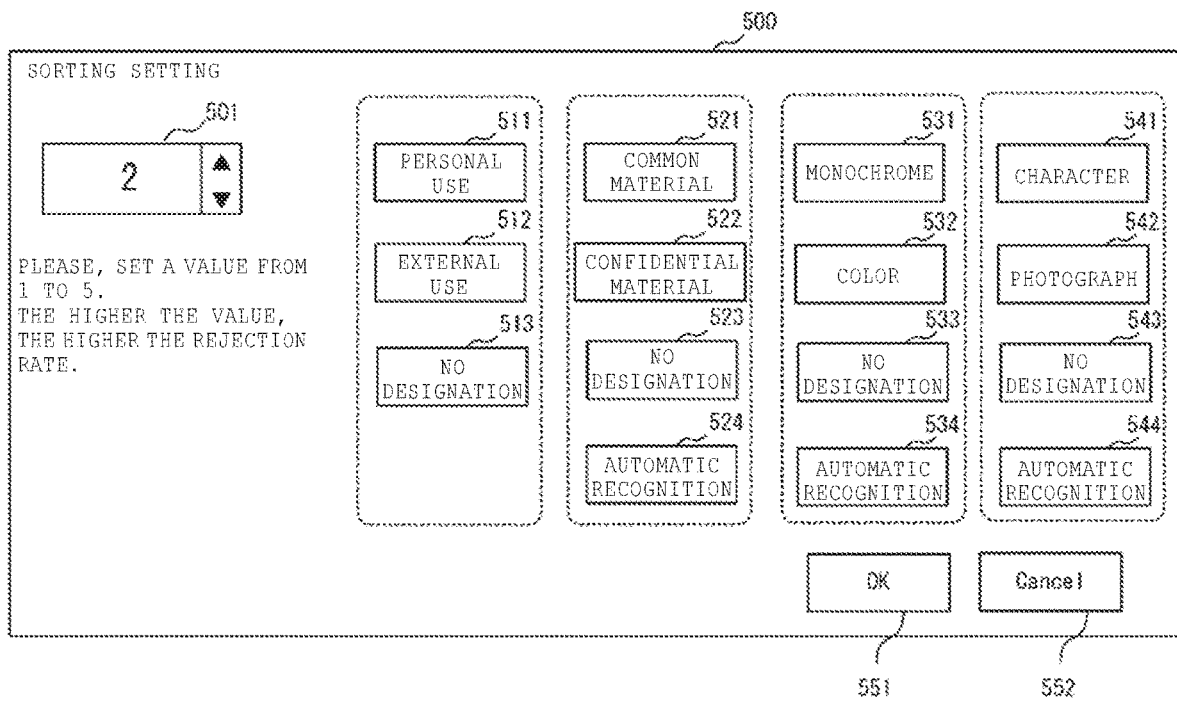 500
SORTING SETTING
501
2
PLEASE, SET A VALUE FROM
1 TO 5.
THE HIGHER THE VALUE,
THE HIGHER THE REJECTION
RATE.
511
PERSONAL
USE
512
EXTERNAL
USE
513
NO
DESIGNATION
521
COMMON
MATERIAL
522
CONFIDENTIAL
MATERIAL
523
NO
DESIGNATION
524
AUTOMATIC
RECOGNITION
531
MONOCHROME
532
COLOR
533
NO
DESIGNATION
534
AUTOMATIC
RECOGNITION
541
CHARACTER
542
PHOTOGRAPH
543
NO
DESIGNATION
544
AUTOMATIC
RECOGNITION
OK
Cancel
551
552